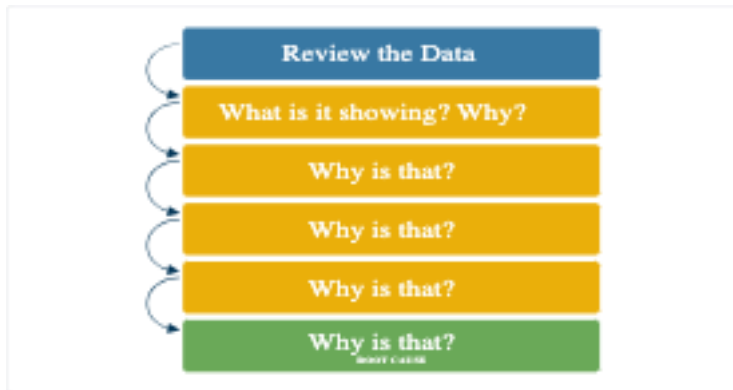 Review the Data
What is it showing? Why?
Why is that?
Why is that?
Why is that?
Why is that?
ROOT CAUSE